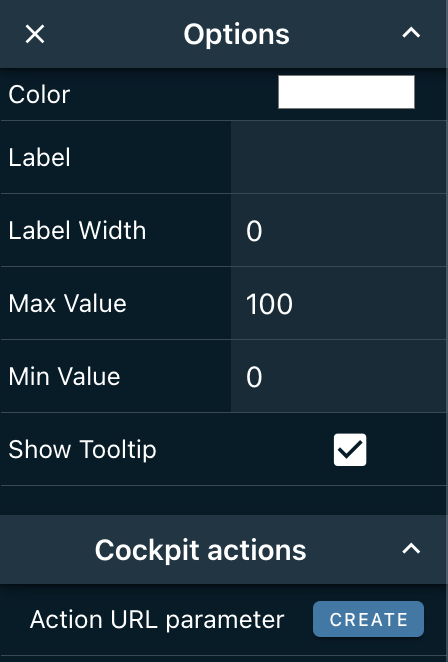 Options
Color
Label
Label Width 0
Max Value 100
Min Value 0
Show Tooltip
Cockpit actions
Action URL parameter CREATE